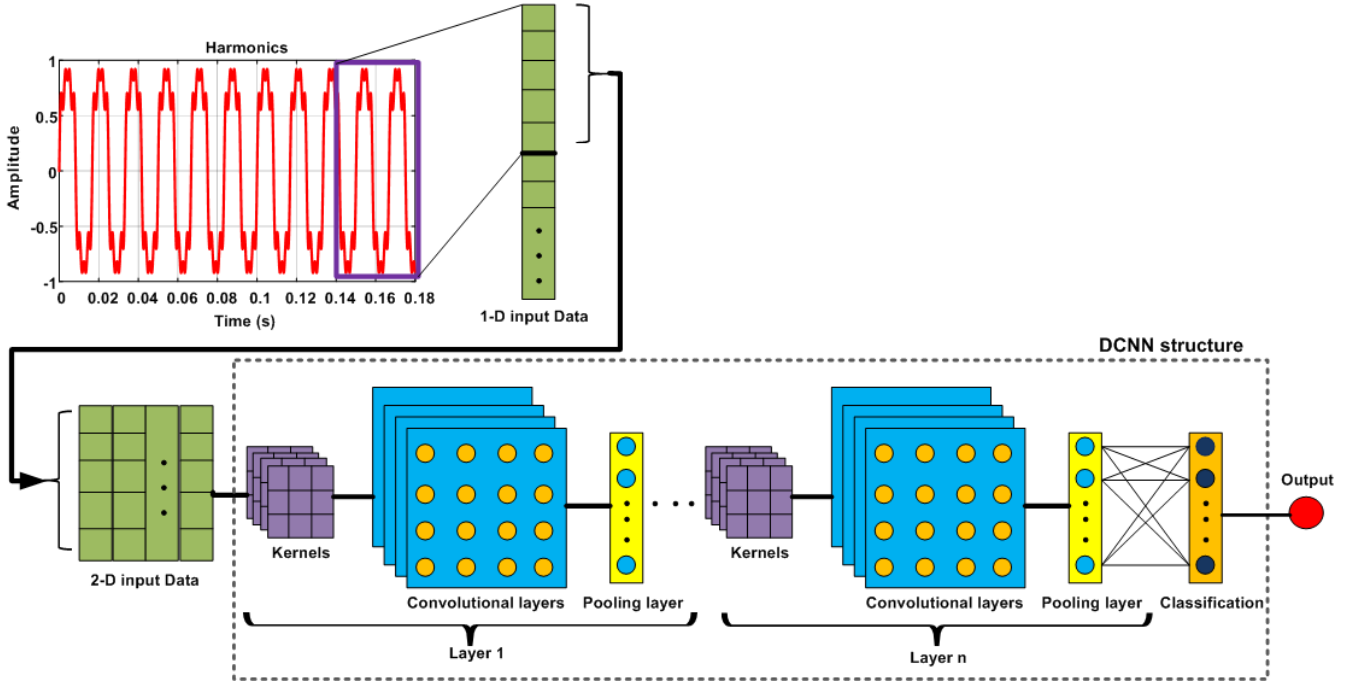 Harmonics
1
0.5
0
-0.5
-1
Amplitude
0 0.02 0.04 0.06 0.08 0.1 0.12 0.14 0.16 0.18
Time (s)
1-D input Data
DCNN structure
2-D input Data
Kernels
Convolutional layers
Pooling layer
Kernels
Convolutional layers
Pooling layer
Classification
Output
Layer 1
Layer n